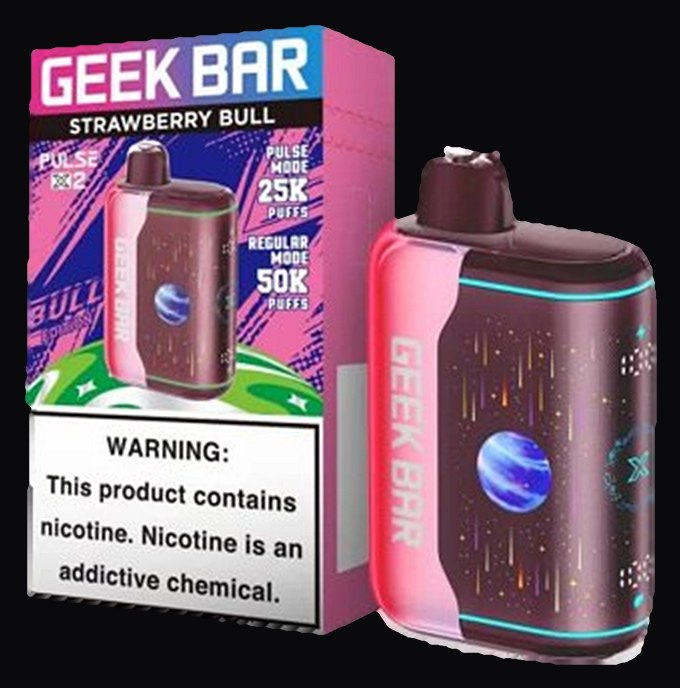 GEEK BAR
STRAWBERRY BULL
PULSE
X2
PULSE
MODE
25K
PUFFS
REGULAR
MODE
50K
PUFFS
GEEK BAR
BULL
WARNING:
This product contains
nicotine. Nicotine is an
addictive chemical.
GEEK BAR
X